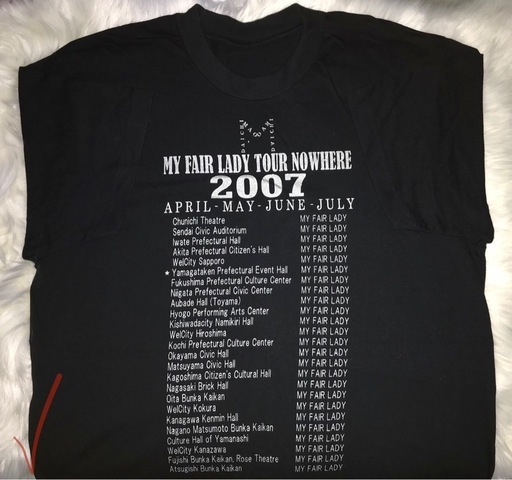 DAIICHI
MASAAKI
MY FAIR LADY TOUR NOWHERE
2007
APRIL - MAY - JUNE - JULY
Chunichi Theatre MY FAIR LADY
Sendai Civic Auditorium MY FAIR LADY
Iwate Prefectural Hall MY FAIR LADY
Akita Prefectural Citizen's Hall MY FAIR LADY
WelCity Sapporo MY FAIR LADY
★ Yamagataken Prefectural Event Hall MY FAIR LADY
Fukushima Prefectural Culture Center MY FAIR LADY
Niigata Prefectural Civic Center MY FAIR LADY
Aubade Hall (Toyama) MY FAIR LADY
Hyogo Performing Arts Center MY FAIR LADY
Kishiwadacity Namikiri Hall MY FAIR LADY
WelCity Hiroshima MY FAIR LADY
Kochi Prefectural Culture Center MY FAIR LADY
Okayama Civic Hall MY FAIR LADY
Matsuyama Civic Hall MY FAIR LADY
Kagoshima Citizen's Cultural Hall MY FAIR LADY
Nagasaki Brick Hall MY FAIR LADY
Oita Bunka Kaikan MY FAIR LADY
WelCity Kokura MY FAIR LADY
Kanagawa Kenmin Hall MY FAIR LADY
Nagano Matsumoto Bunka Kaikan MY FAIR LADY
Culture Hall of Yamanashi MY FAIR LADY
WelCity Kanazawa MY FAIR LADY
Fujishi Bunka Kaikan, Rose Theatre MY FAIR LADY
Atsugishi Bunka Kaikan MY FAIR LADY